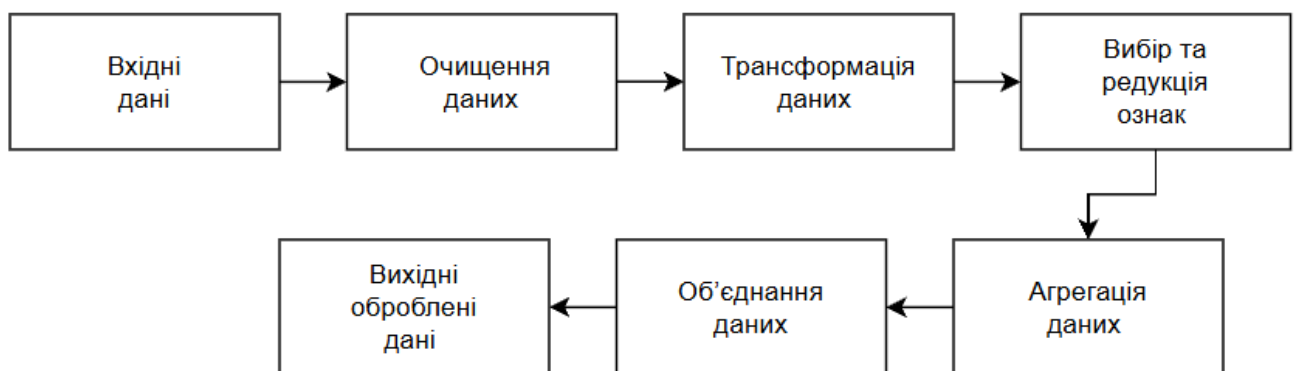 Вхідні
дані
Очищення
даних
Трансформація
даних
Вибір та
редукція
ознак
Вихідні
оброблені
дані
Об’єднання
даних
Агрегація
даних